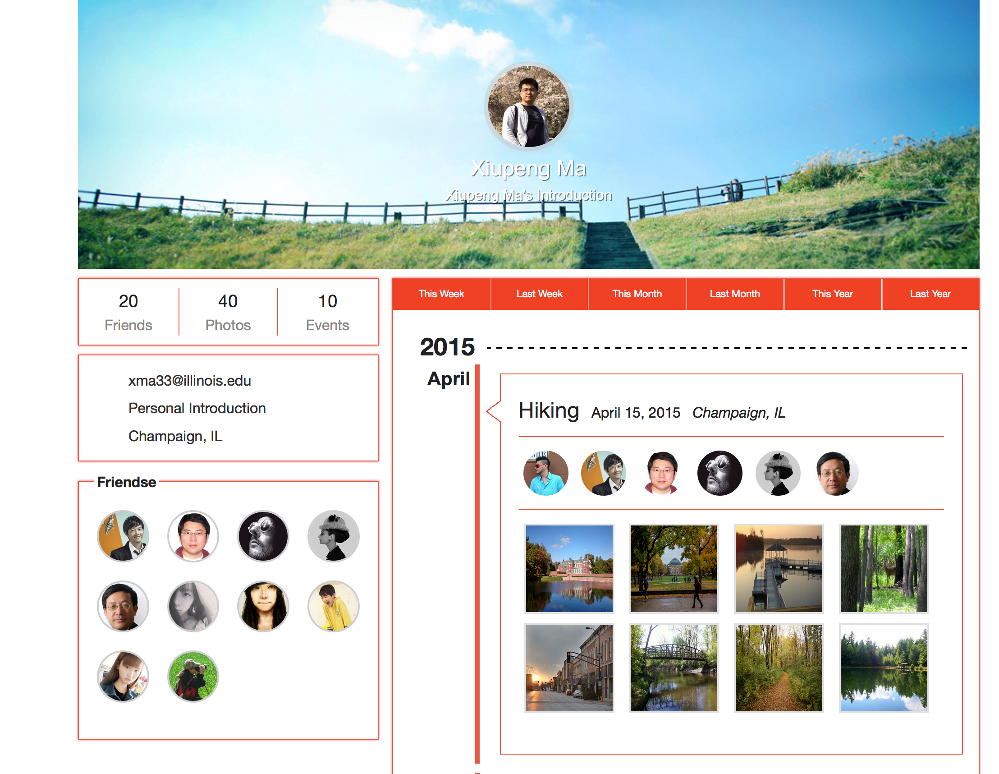 Xiupeng Ma
Xiupeng Ma's Introduction
20 40 10
Friends Photos Events
xma33@illinois.edu
Personal Introduction
Champaign, IL
Friendse
This Week Last Week This Month Last Month This Year Last Year
2015
April
Hiking April 15, 2015 Champaign, IL
AN LUIS